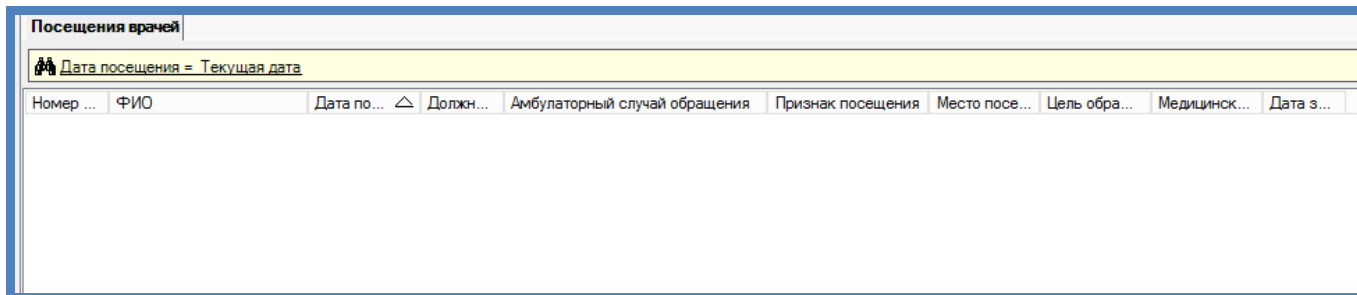 Посещения врачей
Дата посещения = Текущая дата
Номер ... ФИО Дата по... Должн... Амбулаторный случай обращения Признак посещения Место посе... Цель обра... Медицинск... Дата з...